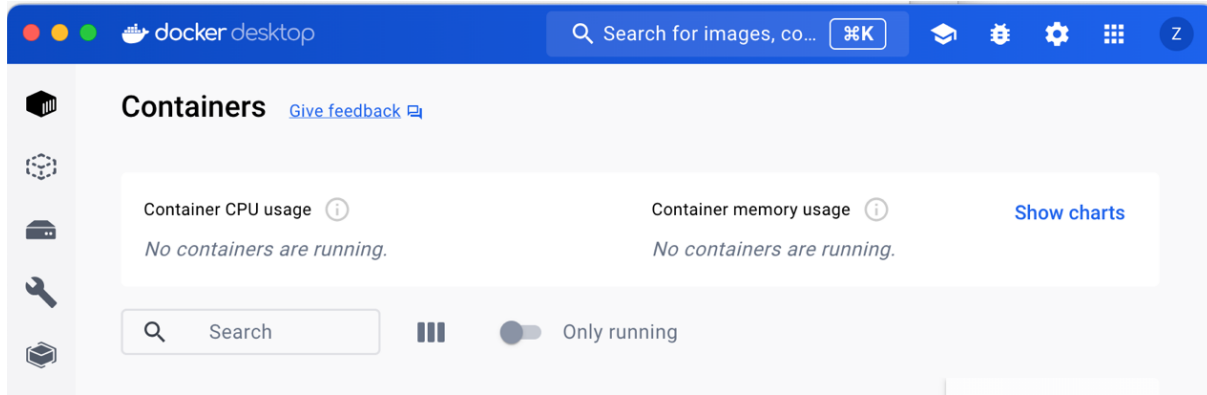 docker desktop
Search for images, co... ⌘K
Z
Containers Give feedback
Container CPU usage
Container memory usage
Show charts
No containers are running.
No containers are running.
Search
Only running